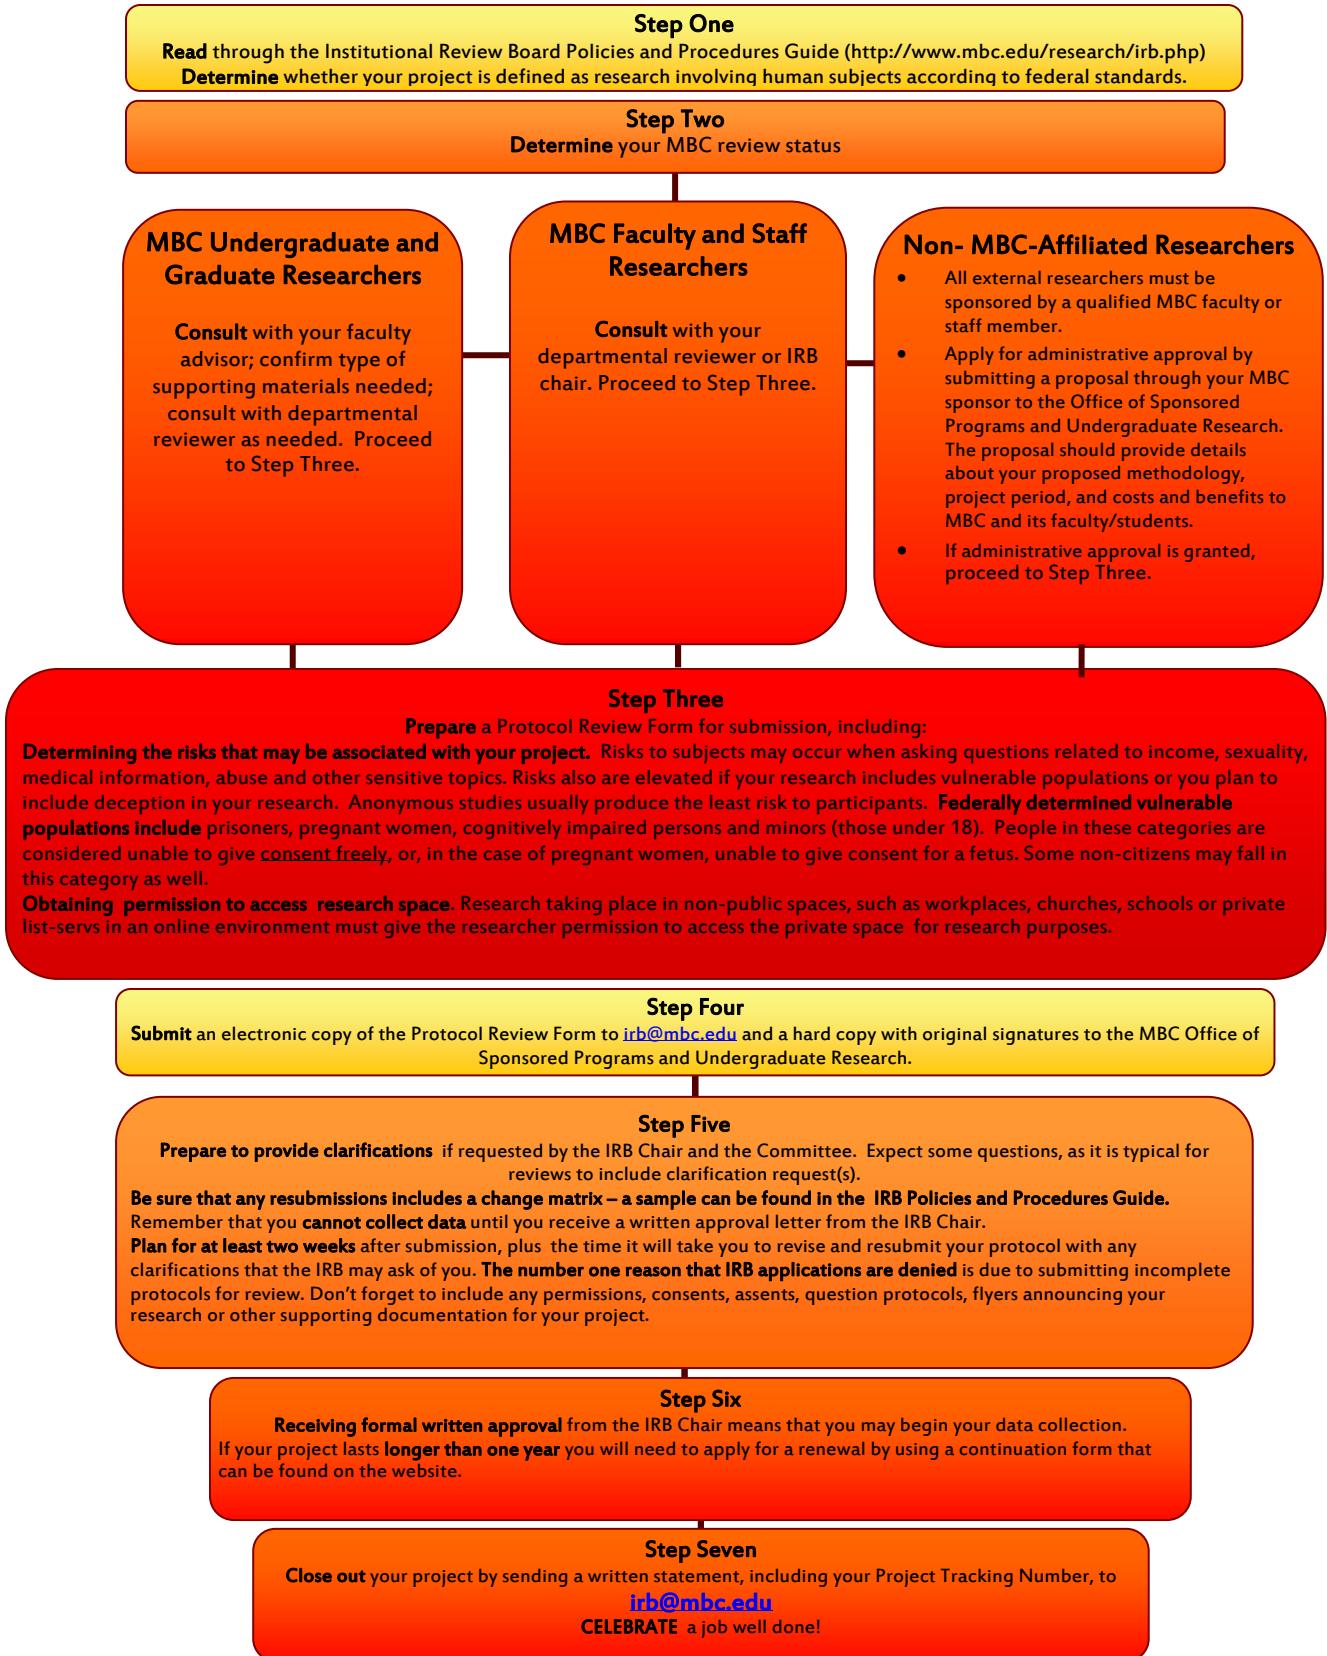 Step One
Read through the Institutional Review Board Policies and Procedures Guide (http://www.mbc.edu/research/irb.php)
Determine whether your project is defined as research involving human subjects according to federal standards.
Step Two
Determine your MBC review status
MBC Undergraduate and
Graduate Researchers
Consult with your faculty
advisor; confirm type of
supporting materials needed;
consult with departmental
reviewer as needed. Proceed
to Step Three.
MBC Faculty and Staff
Researchers
Consult with your
departmental reviewer or IRB
chair. Proceed to Step Three.
Non- MBC-Affiliated Researchers
• All external researchers must be
sponsored by a qualified MBC faculty or
staff member.
• Apply for administrative approval by
submitting a proposal through your MBC
sponsor to the Office of Sponsored
Programs and Undergraduate Research.
The proposal should provide details
about your proposed methodology,
project period, and costs and benefits to
MBC and its faculty/students.
• If administrative approval is granted,
proceed to Step Three.
Step Three
Prepare a Protocol Review Form for submission, including:
Determining the risks that may be associated with your project. Risks to subjects may occur when asking questions related to income, sexuality,
medical information, abuse and other sensitive topics. Risks also are elevated if your research includes vulnerable populations or you plan to
include deception in your research. Anonymous studies usually produce the least risk to participants. Federally determined vulnerable
populations include prisoners, pregnant women, cognitively impaired persons and minors (those under 18). People in these categories are
considered unable to give consent freely, or, in the case of pregnant women, unable to give consent for a fetus. Some non-citizens may fall in
this category as well.
Obtaining permission to access research space. Research taking place in non-public spaces, such as workplaces, churches, schools or private
list-servs in an online environment must give the researcher permission to access the private space for research purposes.
Step Four
Submit an electronic copy of the Protocol Review Form to irb@mbc.edu and a hard copy with original signatures to the MBC Office of
Sponsored Programs and Undergraduate Research.
Step Five
Prepare to provide clarifications if requested by the IRB Chair and the Committee. Expect some questions, as it is typical for
reviews to include clarification request(s).
Be sure that any resubmissions includes a change matrix – a sample can be found in the IRB Policies and Procedures Guide.
Remember that you cannot collect data until you receive a written approval letter from the IRB Chair.
Plan for at least two weeks after submission, plus the time it will take you to revise and resubmit your protocol with any
clarifications that the IRB may ask of you. The number one reason that IRB applications are denied is due to submitting incomplete
protocols for review. Don't forget to include any permissions, consents, assents, question protocols, flyers announcing your
research or other supporting documentation for your project.
Step Six
Receiving formal written approval from the IRB Chair means that you may begin your data collection.
If your project lasts longer than one year you will need to apply for a renewal by using a continuation form that
can be found on the website.
Step Seven
Close out your project by sending a written statement, including your Project Tracking Number, to
irb@mbc.edu
CELEBRATE a job well done!